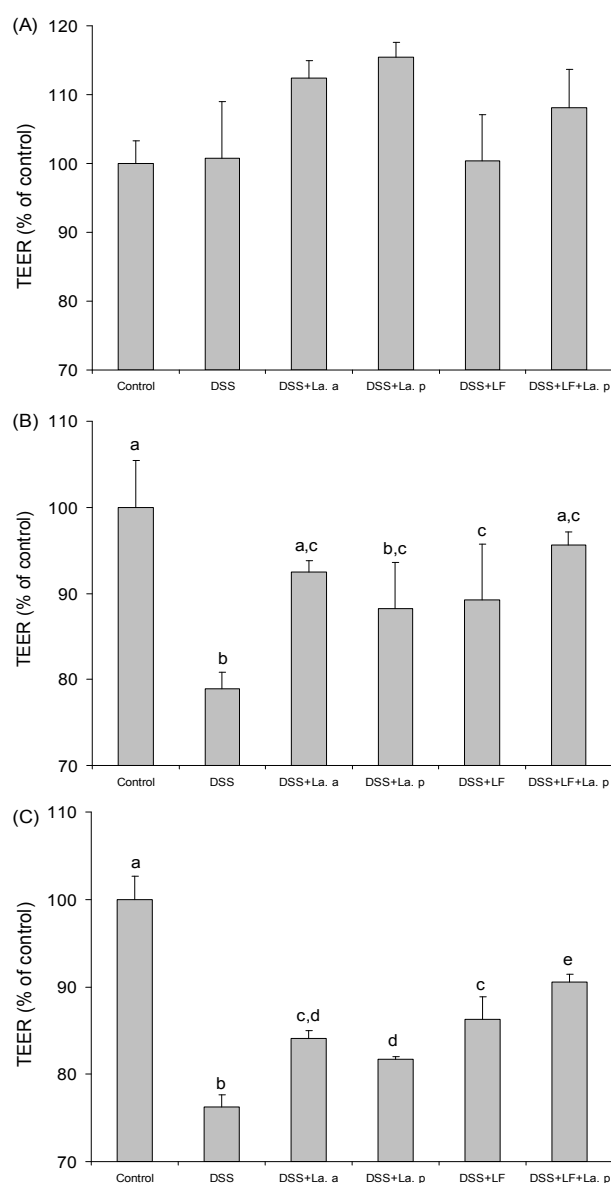 (A)
TEER (% of control)
120
110
100
90
80
70
Control DSS DSS+La. a DSS+La. p DSS+LF DSS+LF+La. p
(B)
TEER (% of control)
110
100
90
80
70
a
b
a,c
b,c
c
a,c
Control DSS DSS+La. a DSS+La. p DSS+LF DSS+LF+La. p
(C)
TEER (% of control)
110
100
90
80
70
a
b
c,d
d
c
e
Control DSS DSS+La. a DSS+La. p DSS+LF DSS+LF+La. p